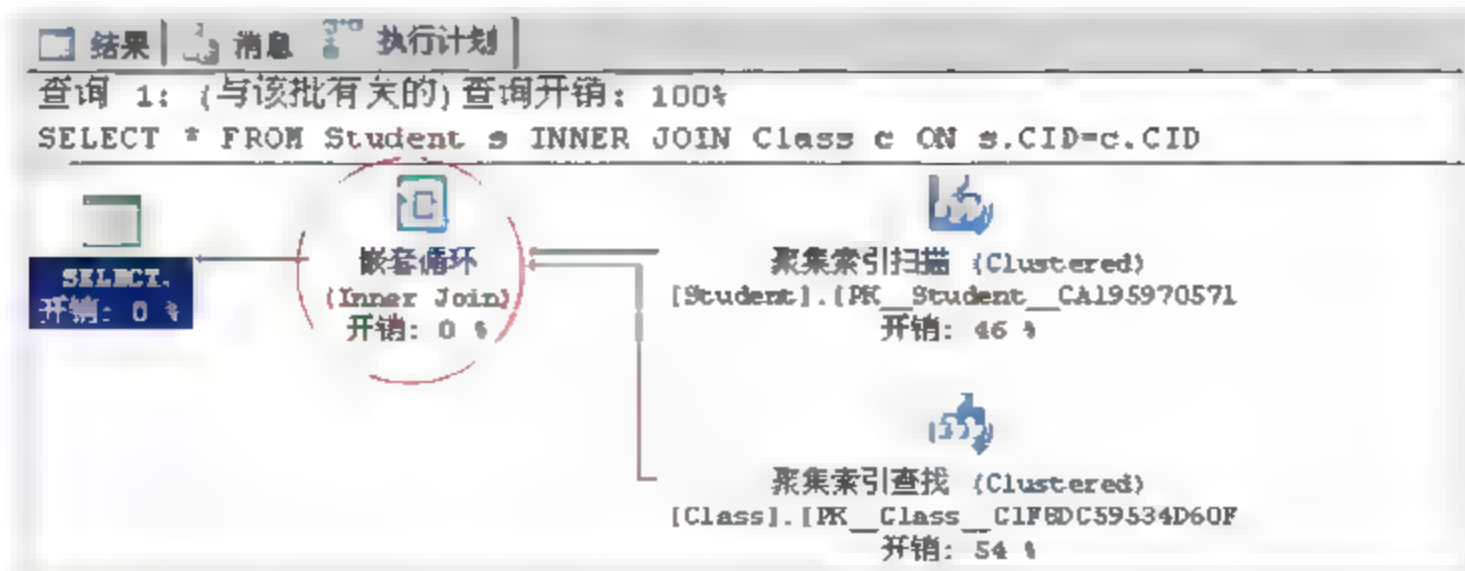 结果 消息 执行计划
查询 1: (与该批有关的)查询开销: 100%
SELECT * FROM Student s INNER JOIN Class c ON s.CID=c.CID
SELECT.
开销: 0 %
嵌套循环
(Inner Join)
开销: 0 %
聚集索引扫描 (Clustered)
[Student].[PK__Student__CA195970571
开销: 46 %
聚集索引查找 (Clustered)
[Class].[PK__Class__C1F8DC59534D60F
开销: 54 %